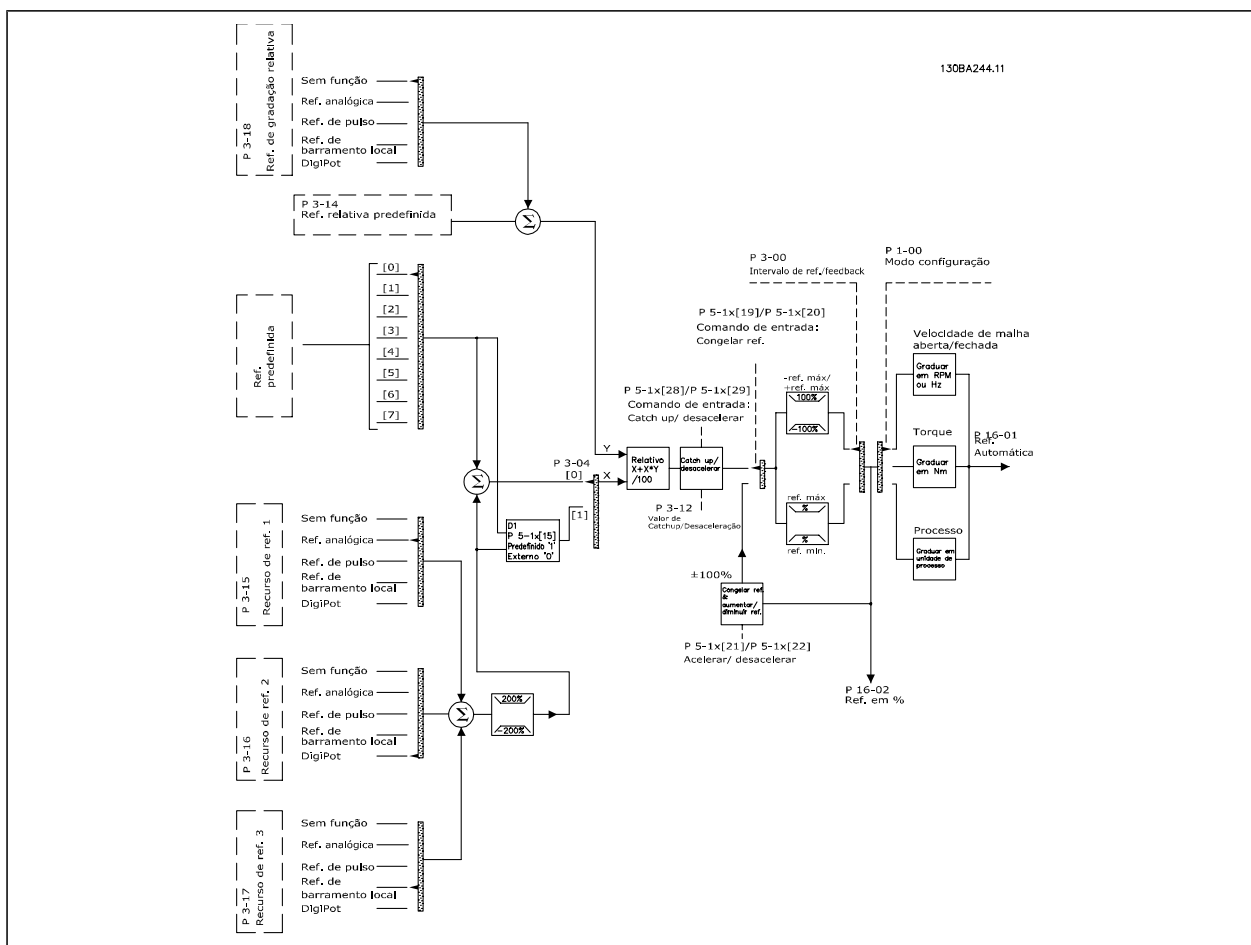 130BA244.11
P 3-18
Ref. de gradação relativa
Sem função
Ref. analógica
Ref. de pulso
Ref. de
barramento local
DigiPot
P 3-14
Ref. relativa predefinida
Σ
Ref.
predefinida
[0]
[1]
[2]
[3]
[4]
[5]
[6]
[7]
Σ
D1
P 5-1x[15]
Predefinido '1'
Externo '0'
P 3-04
[0]
[1]
Y
X
Relativo
X+X*Y
/100
P 5-1x[28]/P 5-1x[29]
Comando de entrada:
Catch up/ desacelerar
Catch up/
desacelerar
P 3-12
Valor de
Catchup/Desaceleração
P 5-1x[19]/P 5-1x[20]
Comando de entrada:
Congelar ref.
±100%
Congelar ref.
&
aumentar/
diminuir ref.
P 5-1x[21]/P 5-1x[22]
Acelerar/ desacelerar
P 3-00
Intervalo de ref./feedback
-ref. máx/
+ref. máx
100%
-100%
ref. máx
%
%
ref. mín.
P 1-00
Modo configuração
Velocidade de malha
aberta/fechada
Graduar
em RPM
ou Hz
Torque
Graduar
em Nm
Processo
Graduar em
unidade de
processo
P 16-01
Ref.
Automática
P 16-02
Ref. em %
P 3-15
Recurso de ref. 1
Sem função
Ref. analógica
Ref. de pulso
Ref. de
barramento local
DigiPot
P 3-16
Recurso de ref. 2
Sem função
Ref. analógica
Ref. de pulso
Ref. de
barramento local
DigiPot
Σ
200%
-200%
P 3-17
Recurso de ref. 3
Sem função
Ref. analógica
Ref. de pulso
Ref. de
barramento local
DigiPot